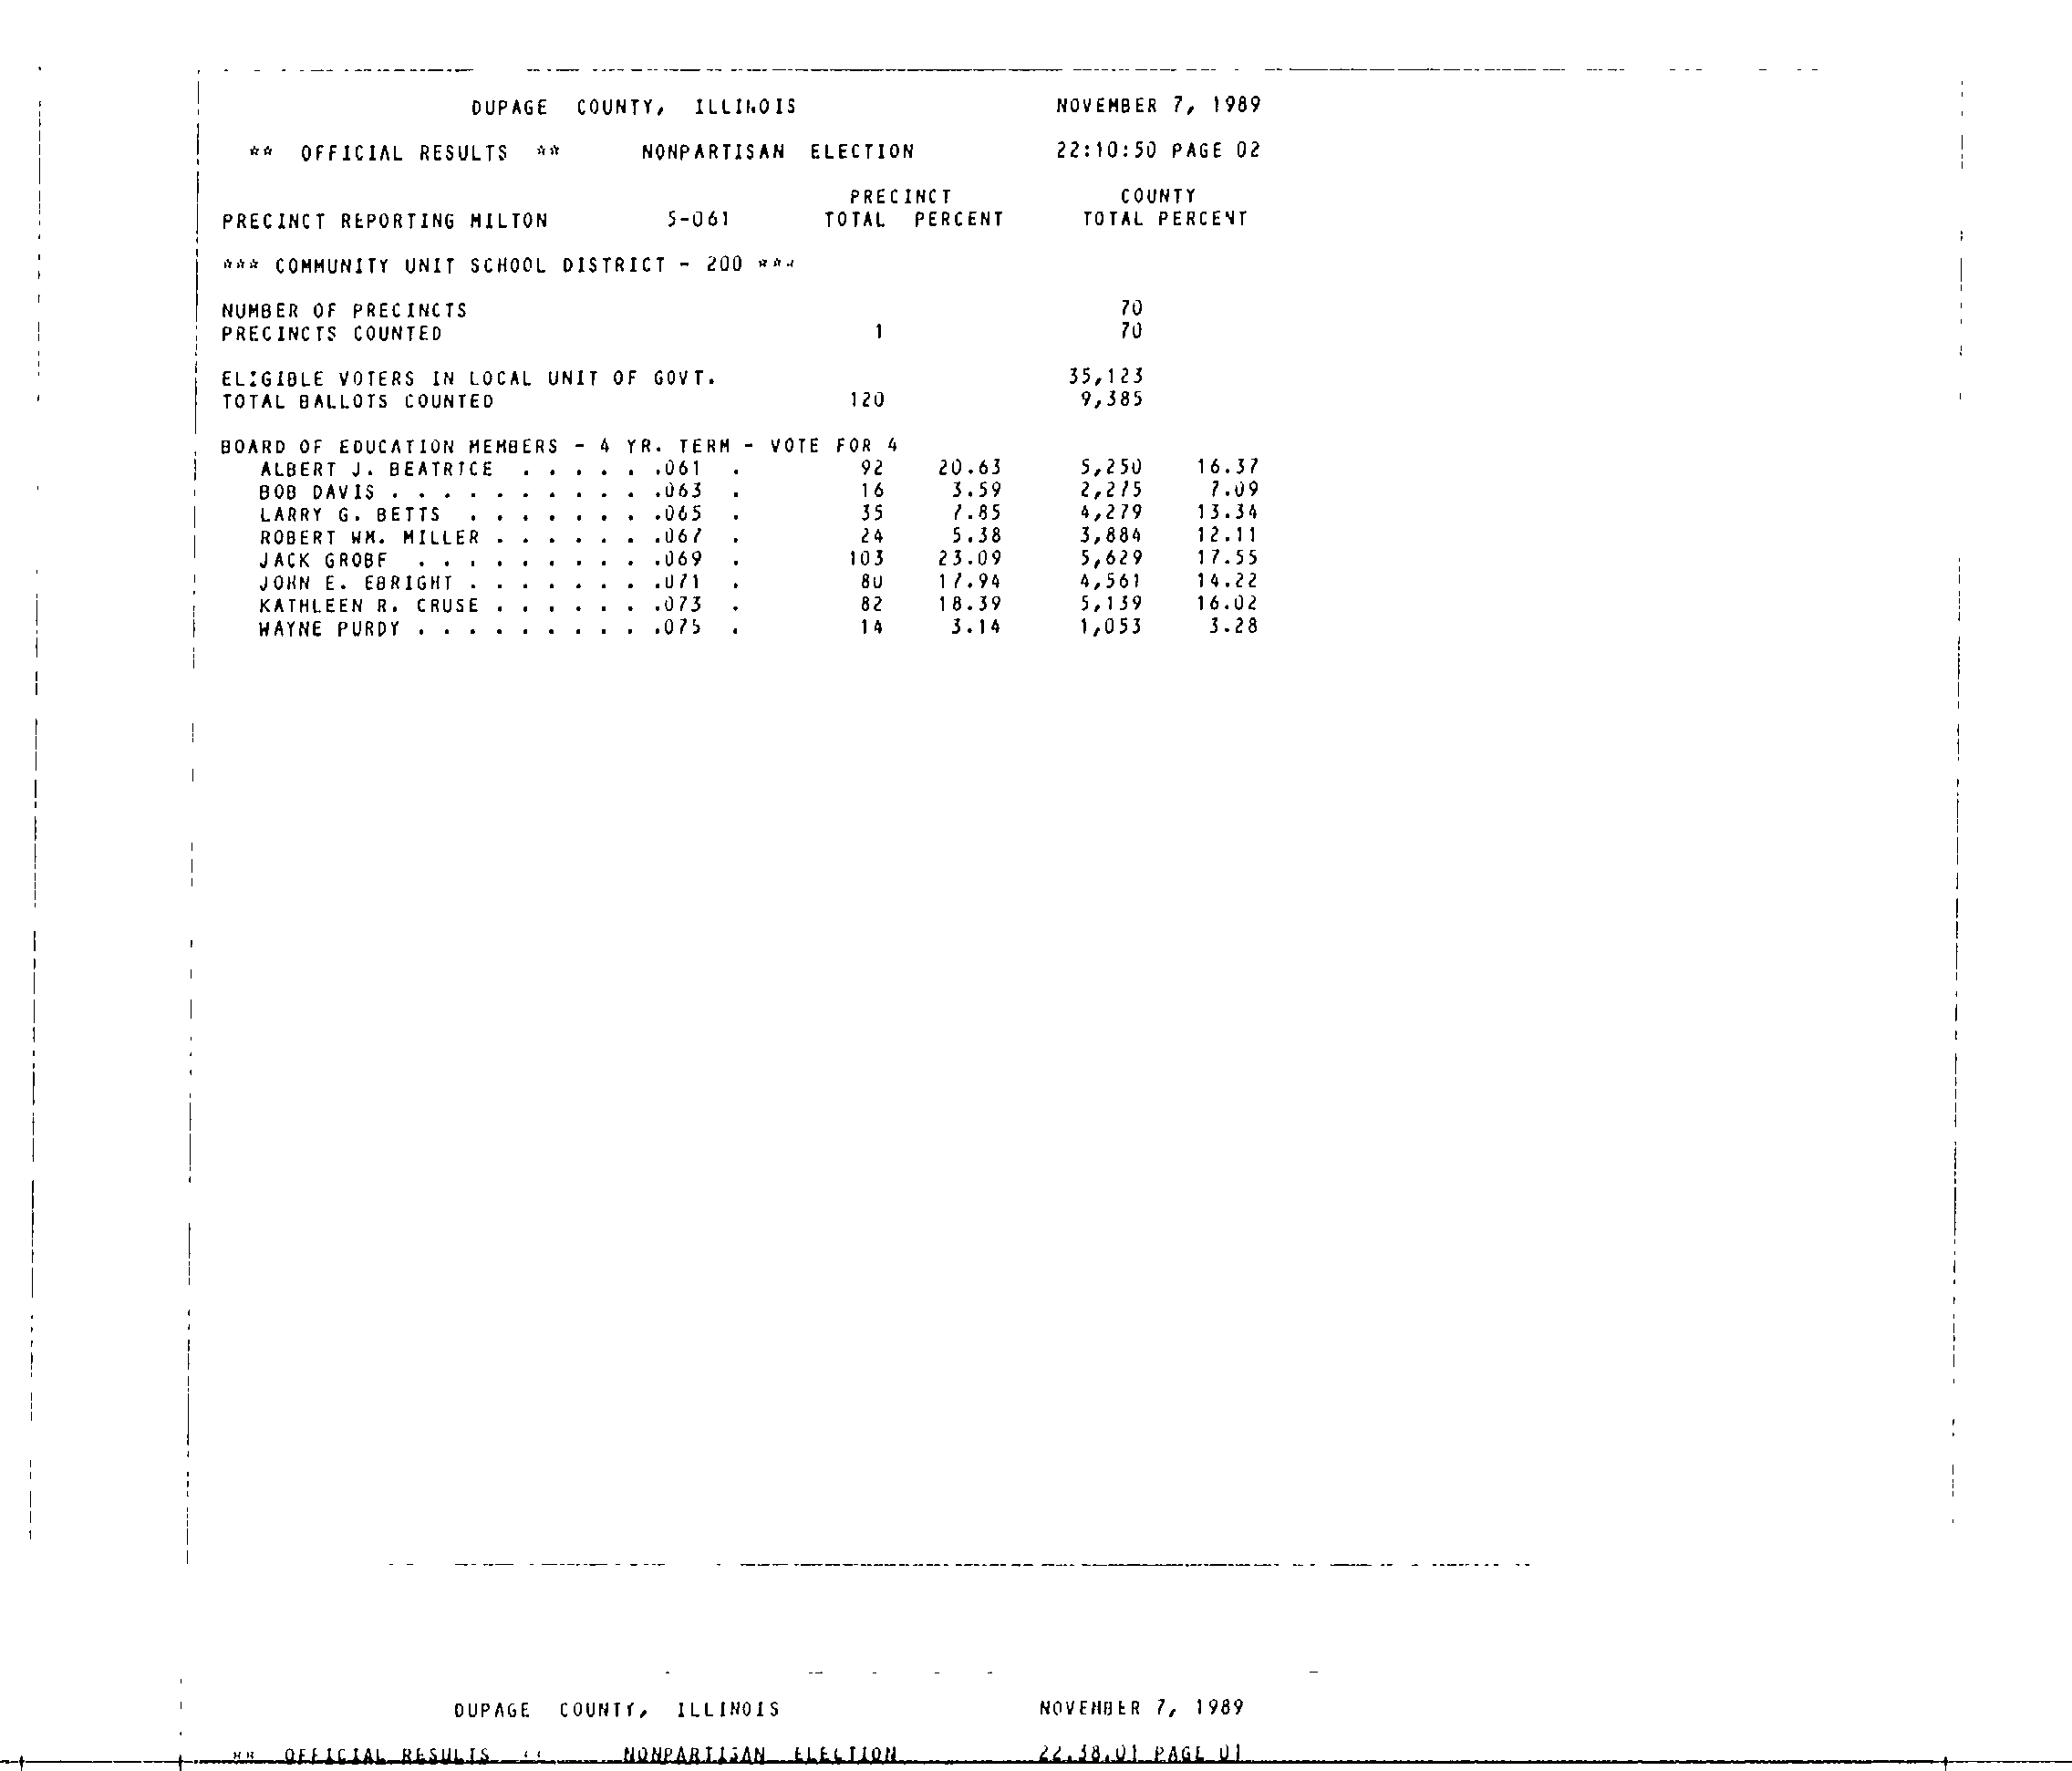 DUPAGE COUNTY, ILLINOIS NOVEMBER 7, 1989
** OFFICIAL RESULTS ** NONPARTISAN ELECTION 22:10:50 PAGE 02
PRECINCT COUNTY
PRECINCT REPORTING MILTON 5-061 TOTAL PERCENT TOTAL PERCENT
*** COMMUNITY UNIT SCHOOL DISTRICT - 200 ***
NUMBER OF PRECINCTS 70
PRECINCTS COUNTED 1 70
ELIGIBLE VOTERS IN LOCAL UNIT OF GOVT. 35,123
TOTAL BALLOTS COUNTED 120 9,385
BOARD OF EDUCATION MEMBERS - 4 YR. TERM - VOTE FOR 4
ALBERT J. BEATRICE . . . . . .061 . 92 20.63 5,250 16.37
BOB DAVIS . . . . . . . . . . .063 . 16 3.59 2,275 7.09
LARRY G. BETTS . . . . . . . .065 . 35 7.85 4,279 13.34
ROBERT WM. MILLER . . . . . . .067 . 24 5.38 3,884 12.11
JACK GROBE . . . . . . . . . .069 . 103 23.09 5,629 17.55
JOHN E. EBRIGHT . . . . . . . .071 . 80 17.94 4,561 14.22
KATHLEEN R. CRUSE . . . . . . .073 . 82 18.39 5,139 16.02
WAYNE PURDY . . . . . . . . . .075 . 14 3.14 1,053 3.28
DUPAGE COUNTY, ILLINOIS NOVEMBER 7, 1989
** OFFICIAL RESULTS ** NONPARTISAN ELECTION 22.38.01 PAGE 01